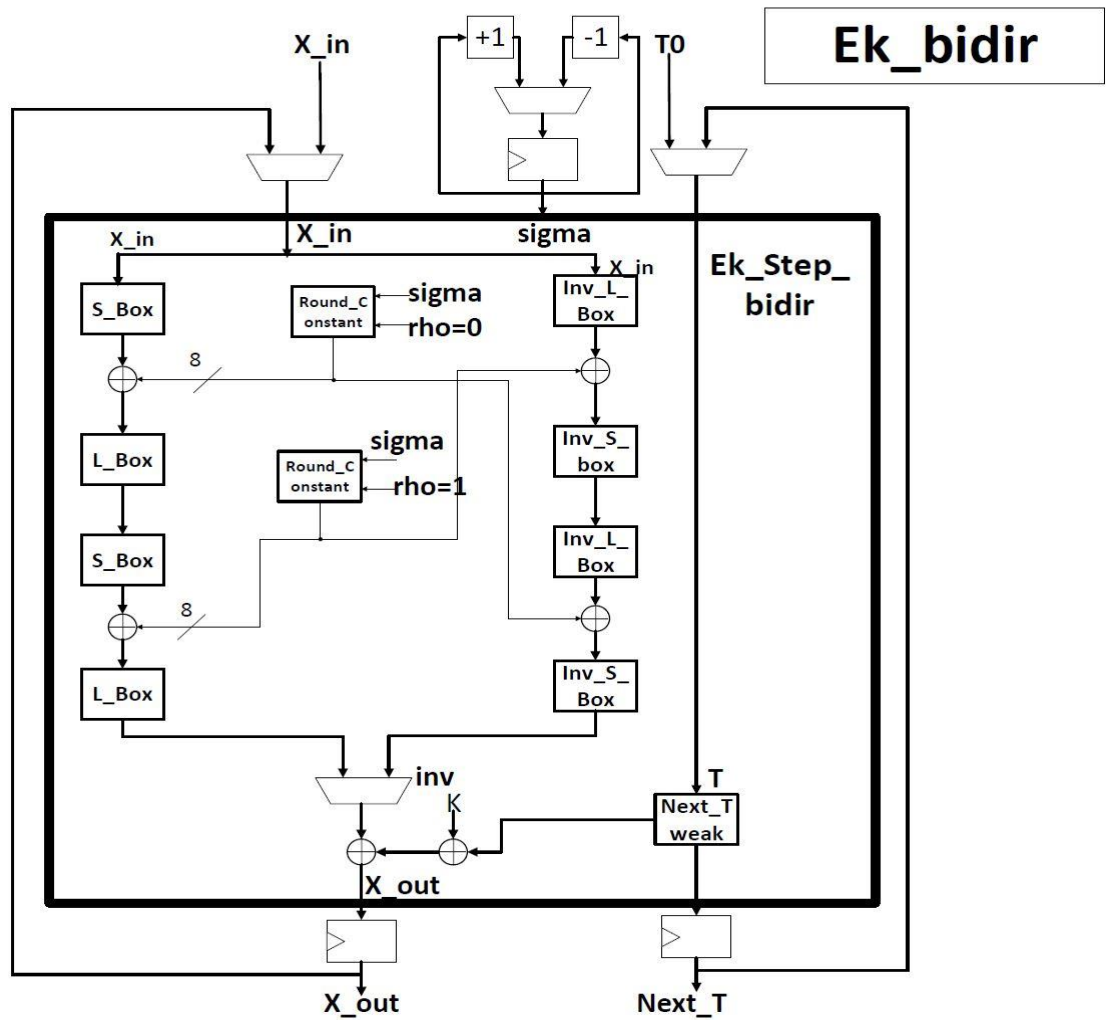 Ek_bidir
X_in
+1
-1
T0
X_in
sigma
X_in
X_in
Ek_Step_
bidir
S_Box
Round_C
onstant
sigma
rho=0
Inv_L_
Box
8
L_Box
Inv_S_
box
Round_C
onstant
sigma
rho=1
S_Box
Inv_L_
Box
8
L_Box
Inv_S_
Box
inv
K
T
Next_T
weak
X_out
X_out
Next_T